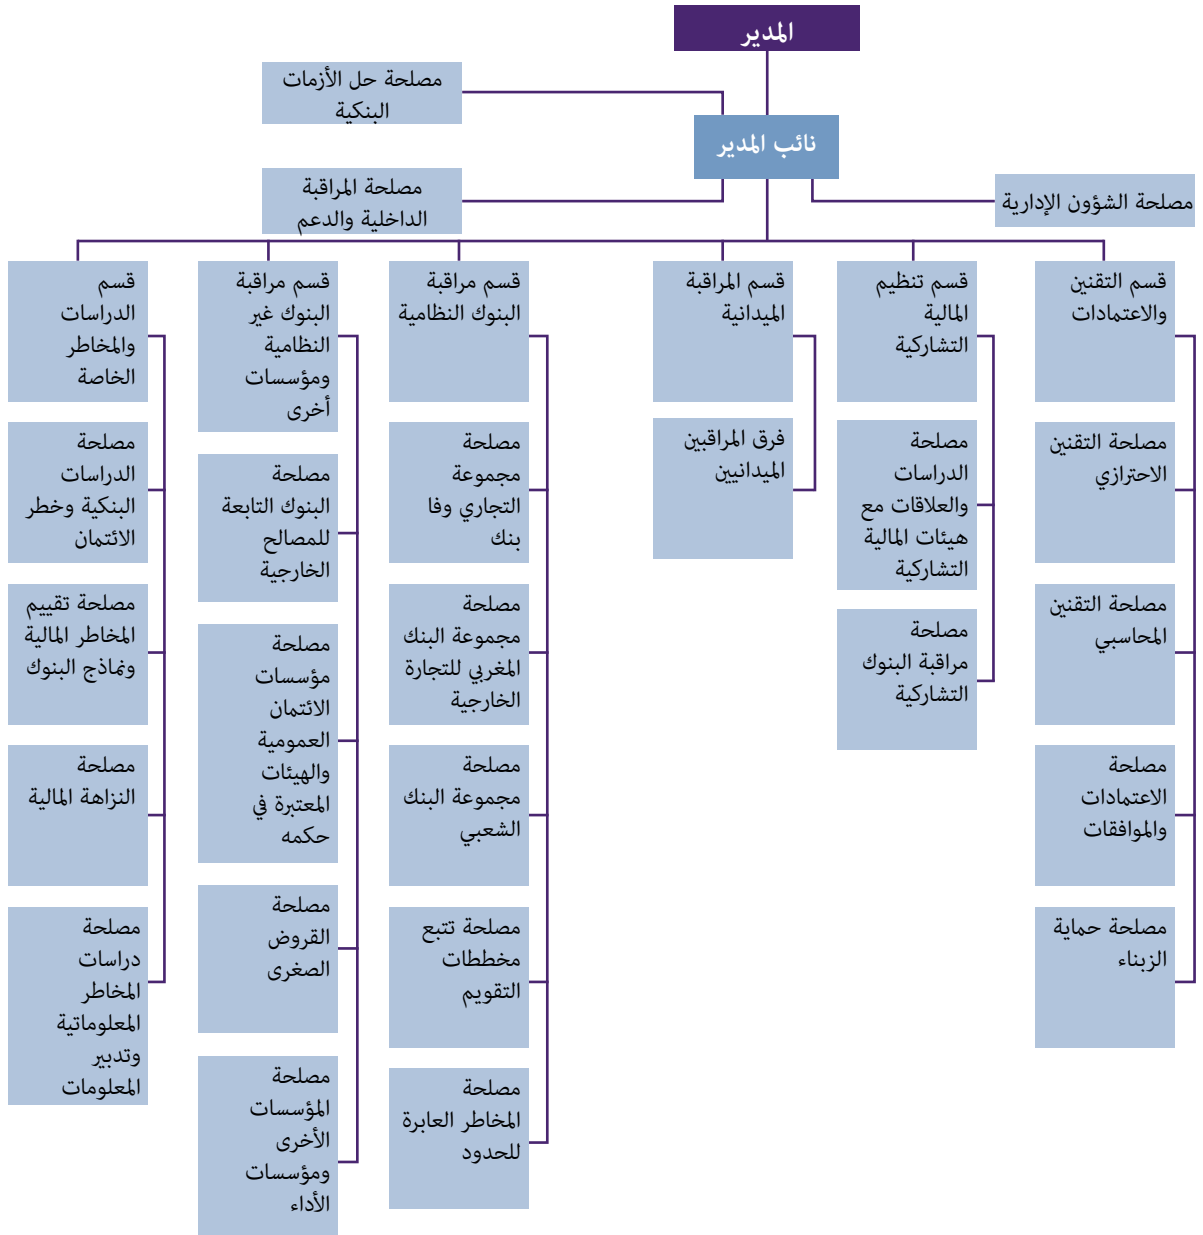 المدير
مصلحة حل الأزمات
البنكية
نائب المدير
مصلحة المراقبة
الداخلية والدعم
مصلحة الشؤون الإدارية
قسم التقنين
والاعتمادات
مصلحة التقنين
الاحترازي
مصلحة التقنين
المحاسبي
مصلحة
الاعتمادات
والموافقات
مصلحة حماية
الزبناء
قسم تنظيم
المالية
التشاركية
مصلحة
الدراسات
والعلاقات مع
هيئات المالية
التشاركية
مصلحة
مراقبة البنوك
التشاركية
قسم المراقبة
الميدانية
فرق المراقبين
الميدانيين
قسم مراقبة
البنوك النظامية
مصلحة
مجموعة
التجاري وفا
بنك
مصلحة
مجموعة البنك
المغربي للتجارة
الخارجية
مصلحة
مجموعة البنك
الشعبي
مصلحة تتبع
مخططات
التقويم
مصلحة
المخاطر العابرة
للحدود
قسم مراقبة
البنوك غير
النظامية
ومؤسسات
أخرى
مصلحة
البنوك التابعة
للمصالح
الخارجية
مصلحة
مؤسسات
الائتمان
العمومية
والهيئات
المعتبرة في
حكمه
مصلحة
القروض
الصغرى
مصلحة
المؤسسات
الأخرى
ومؤسسات
الأداء
قسم
الدراسات
والمخاطر
الخاصة
مصلحة
الدراسات
البنكية وخطر
الائتمان
مصلحة تقييم
المخاطر المالية
ونماذج البنوك
مصلحة
النزاهة المالية
مصلحة
دراسات
المخاطر
المعلوماتية
وتدبير
المعلومات